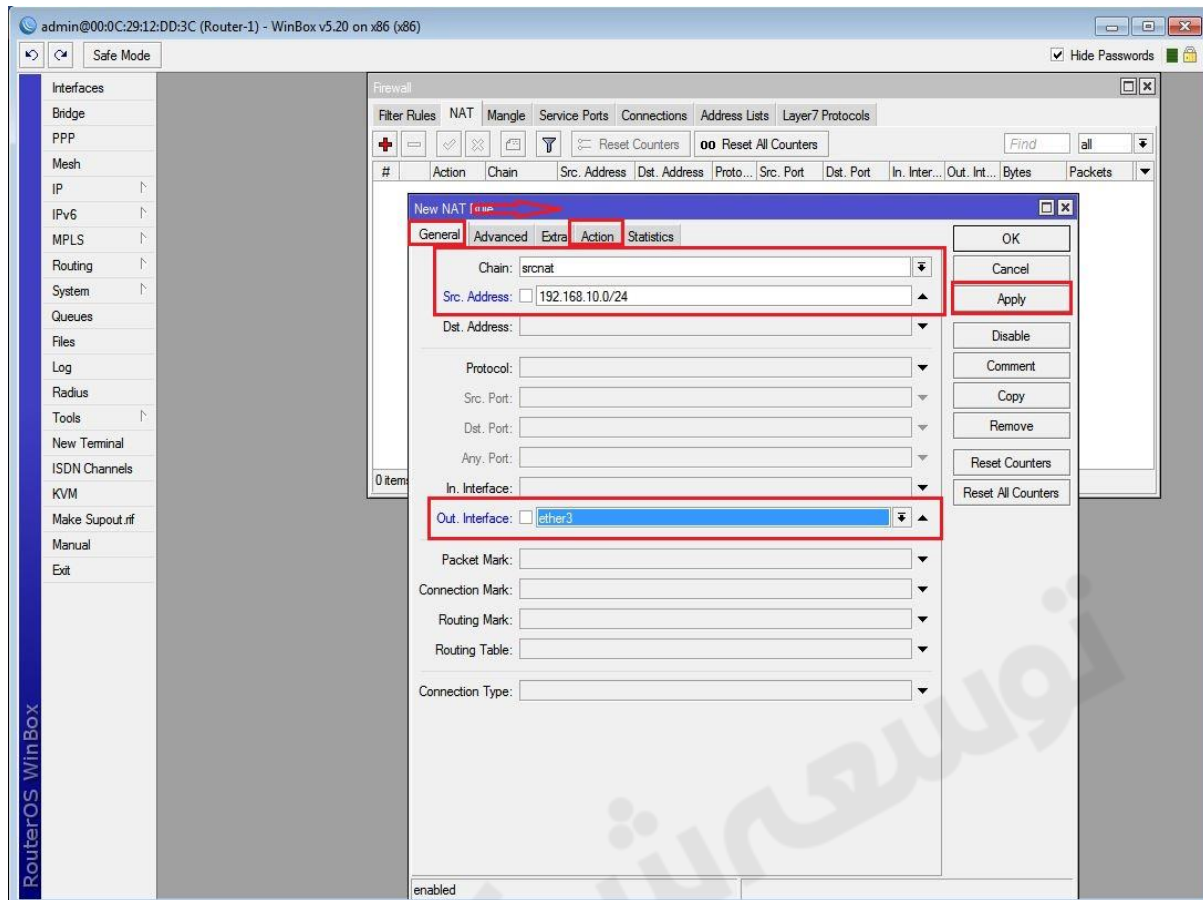 admin@00:0C:29:12:DD:3C (Router-1) - WinBox v5.20 on x86 (x86)
Safe Mode
Hide Passwords
Interfaces
Bridge
PPP
Mesh
IP
IPv6
MPLS
Routing
System
Queues
Files
Log
Radius
Tools
New Terminal
ISDN Channels
KVM
Make Supout.rif
Manual
Exit
RouterOS WinBox
Firewall
Filter Rules NAT Mangle Service Ports Connections Address Lists Layer7 Protocols
Reset Counters 00 Reset All Counters Find all
# Action Chain Src. Address Dst. Address Proto... Src. Port Dst. Port In. Inter... Out. Int... Bytes Packets
0 items
New NAT Rule
General Advanced Extra Action Statistics
Chain: srcnat
Src. Address: 192.168.10.0/24
Dst. Address:
Protocol:
Src. Port:
Dst. Port:
Any. Port:
In. Interface:
Out. Interface: ether3
Packet Mark:
Connection Mark:
Routing Mark:
Routing Table:
Connection Type:
OK
Cancel
Apply
Disable
Comment
Copy
Remove
Reset Counters
Reset All Counters
enabled